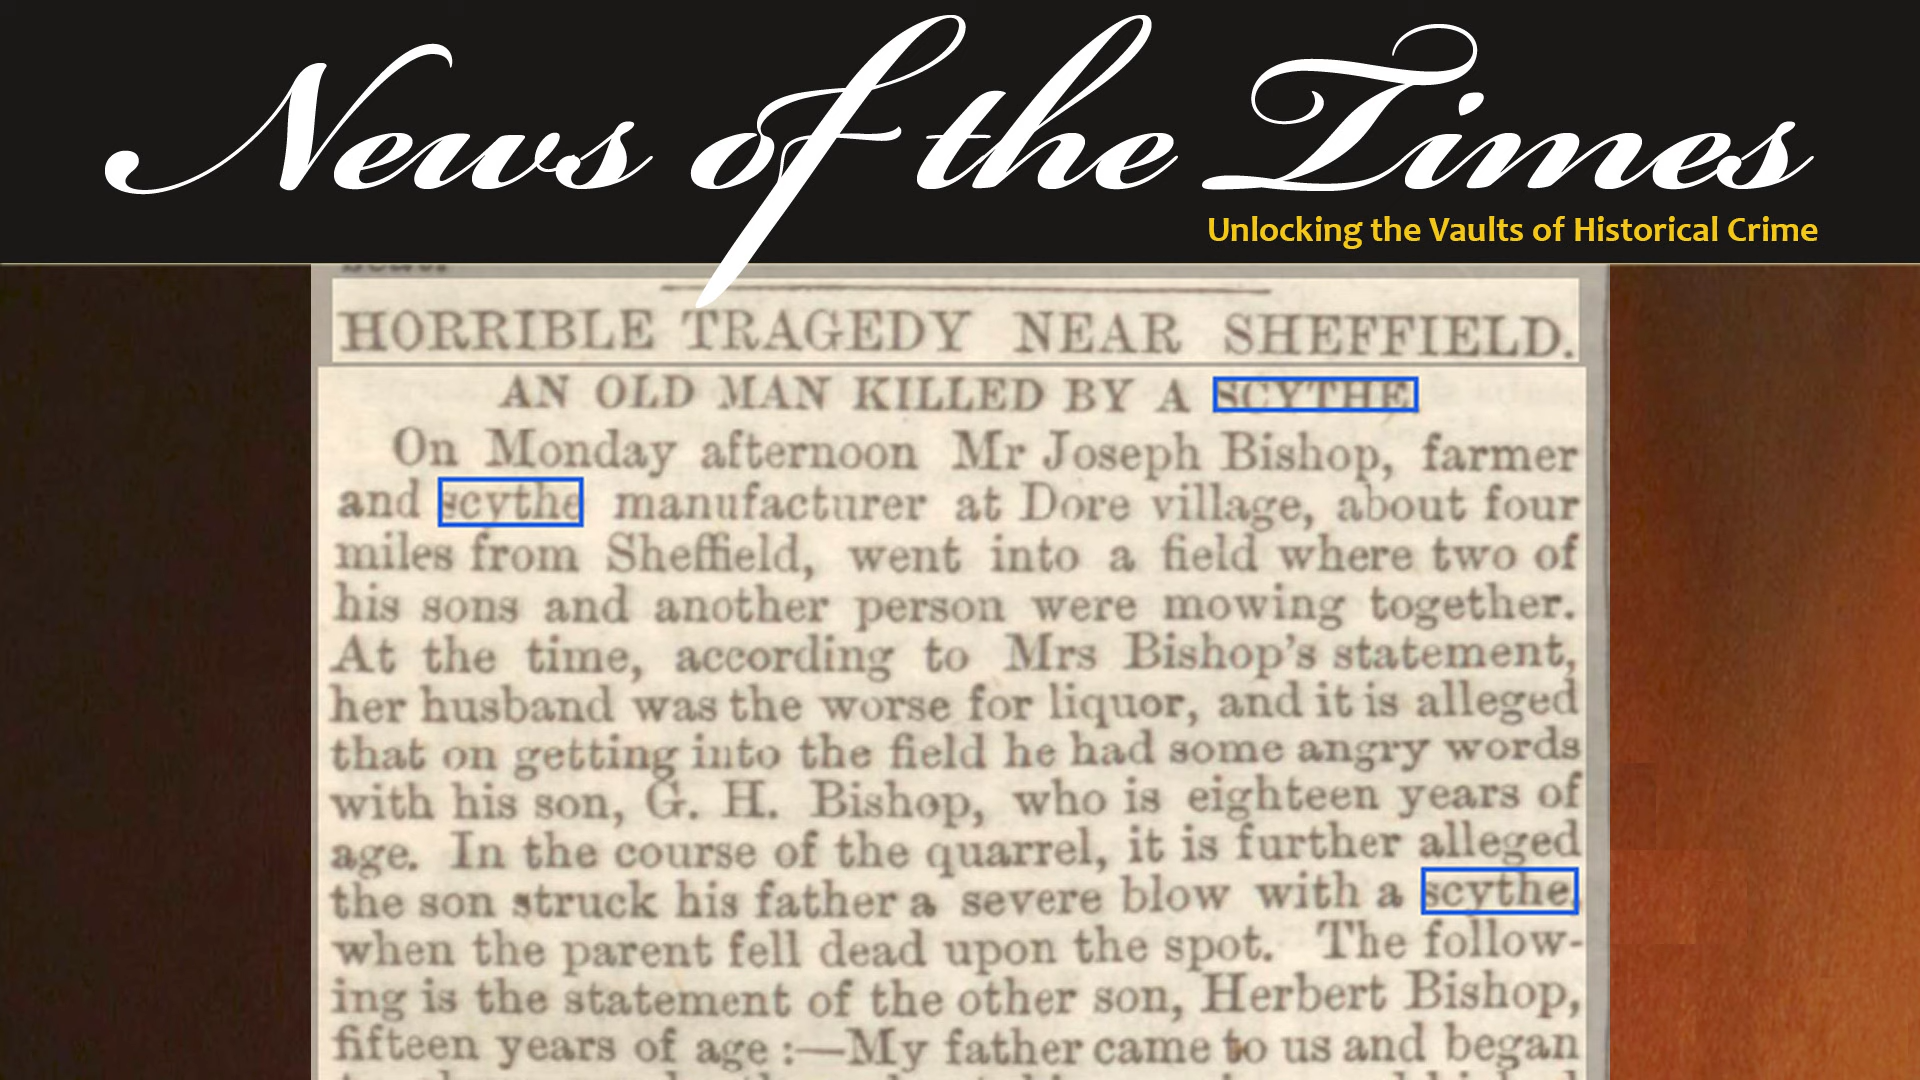 News of the Times
Unlocking the Vaults of Historical Crime
HORRIBLE TRAGEDY NEAR SHEFFIELD.
AN OLD MAN KILLED BY A SCYTHE
On Monday afternoon Mr Joseph Bishop, farmer
and scythe manufacturer at Dore village, about four
miles from Sheffield, went into a field where two of
his sons and another person were mowing together.
At the time, according to Mrs Bishop's statement,
her husband was the worse for liquor, and it is alleged
that on getting into the field he had some angry words
with his son, G. H. Bishop, who is eighteen years of
age. In the course of the quarrel, it is further alleged
the son struck his father a severe blow with a scythe,
when the parent fell dead upon the spot. The follow-
ing is the statement of the other son, Herbert Bishop,
fifteen years of age :—My father came to us and began